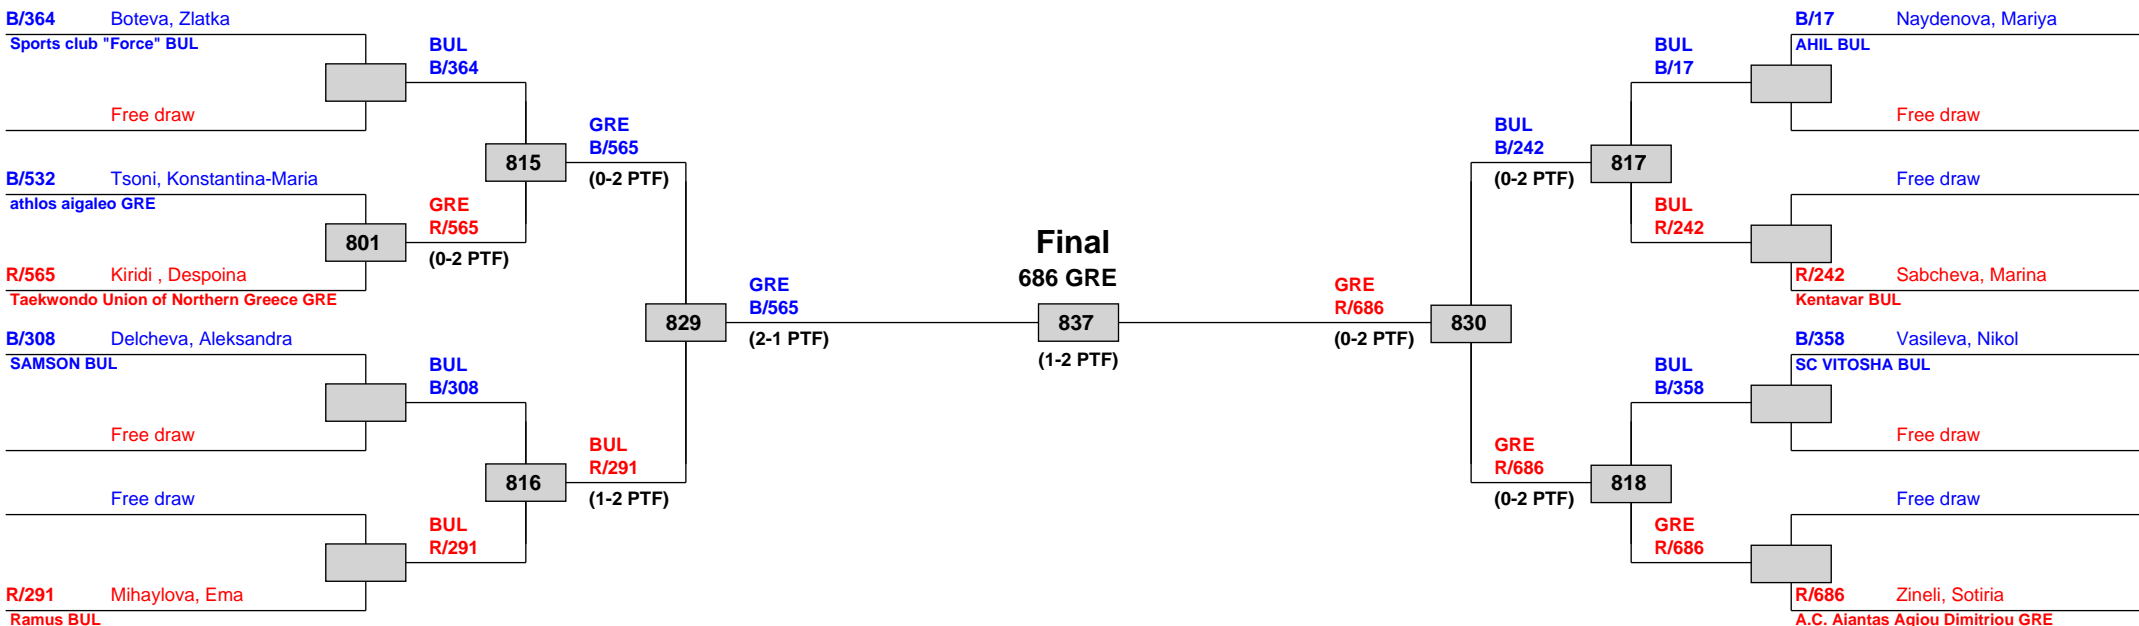 B/364 Boteva, Zlatka
Sports club "Force" BUL
Free draw
B/532 Tsoni, Konstantina-Maria
athlos aigaleo GRE
R/565 Kiridi , Despoina
Taekwondo Union of Northern Greece GRE
B/308 Delcheva, Aleksandra
SAMSON BUL
Free draw
Free draw
R/291 Mihaylova, Ema
Ramus BUL
BUL
B/364
801
GRE
R/565
(0-2 PTF)
BUL
B/308
BUL
R/291
815
GRE
B/565
(0-2 PTF)
816
BUL
R/291
(1-2 PTF)
829
GRE
B/565
(2-1 PTF)
Final
686 GRE
837
(1-2 PTF)
GRE
R/686
(0-2 PTF)
830
BUL
B/242
(0-2 PTF)
817
GRE
R/686
(0-2 PTF)
818
BUL
B/17
BUL
R/242
BUL
B/358
GRE
R/686
B/17 Naydenova, Mariya
AHIL BUL
Free draw
Free draw
R/242 Sabcheva, Marina
Kentavar BUL
B/358 Vasileva, Nikol
SC VITOSHA BUL
Free draw
Free draw
R/686 Zineli, Sotiria
A.C. Aiantas Agiou Dimitriou GRE